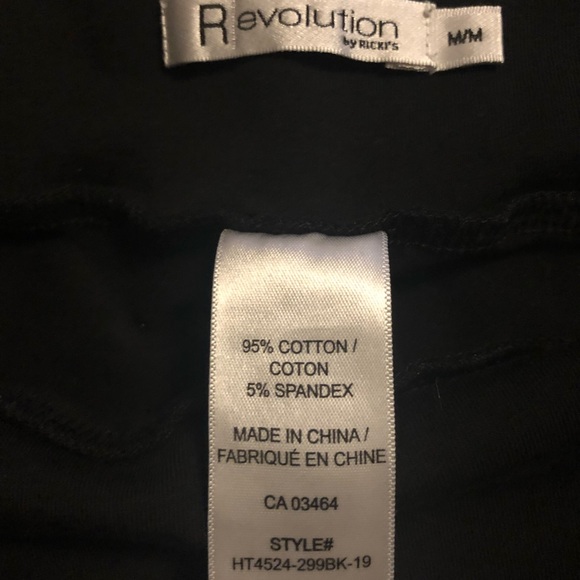 Revolution
by RICKI'S
M/M
95% COTTON /
COTON
5% SPANDEX
MADE IN CHINA /
FABRIQUÉ EN CHINE
CA 03464
STYLE#
HT4524-299BK-19